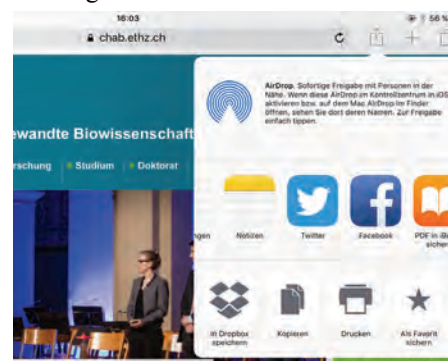 16:03
56 %
chab.ethz.ch
ewandte Biowissenschaft
rschung
Studium
Doktorat
AirDrop. Sofortige Freigabe mit Personen in der
Nähe. Wenn diese AirDrop im Kontrollzentrum in iOS
aktivieren bzw. auf dem Mac AirDrop im Finder
öffnen, sehen Sie dort deren Namen. Zur Freigabe
einfach tippen.
ngen
Notizen
Twitter
Facebook
PDF in iB
sicher
In Dropbox
speichern
Kopieren
Drucken
Als Favorit
sichern